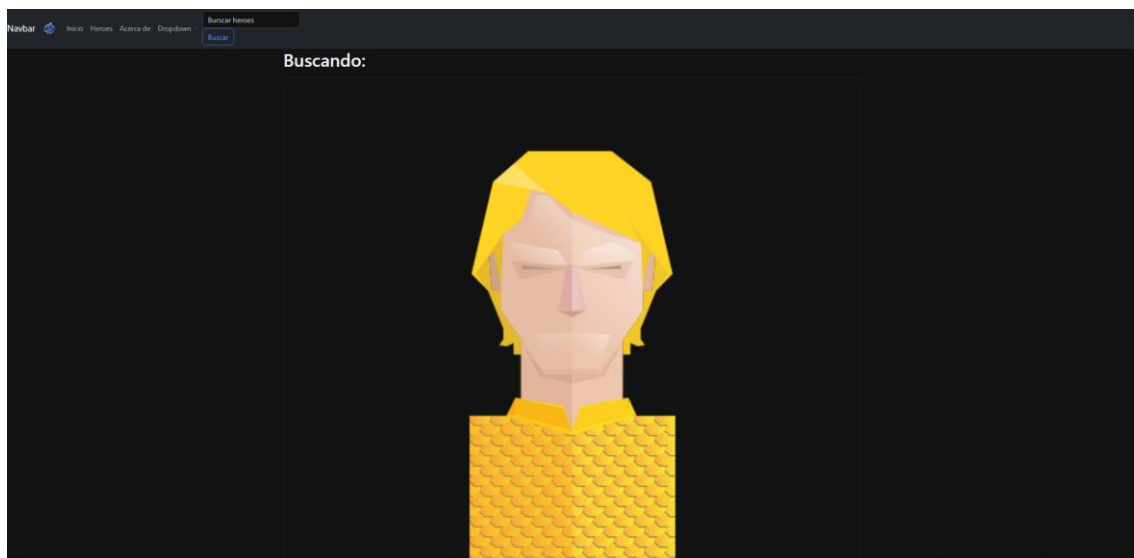 Navbar Inicio Heroes Acerca de Dropdown
Burscar heroes
Buscar
Buscando: